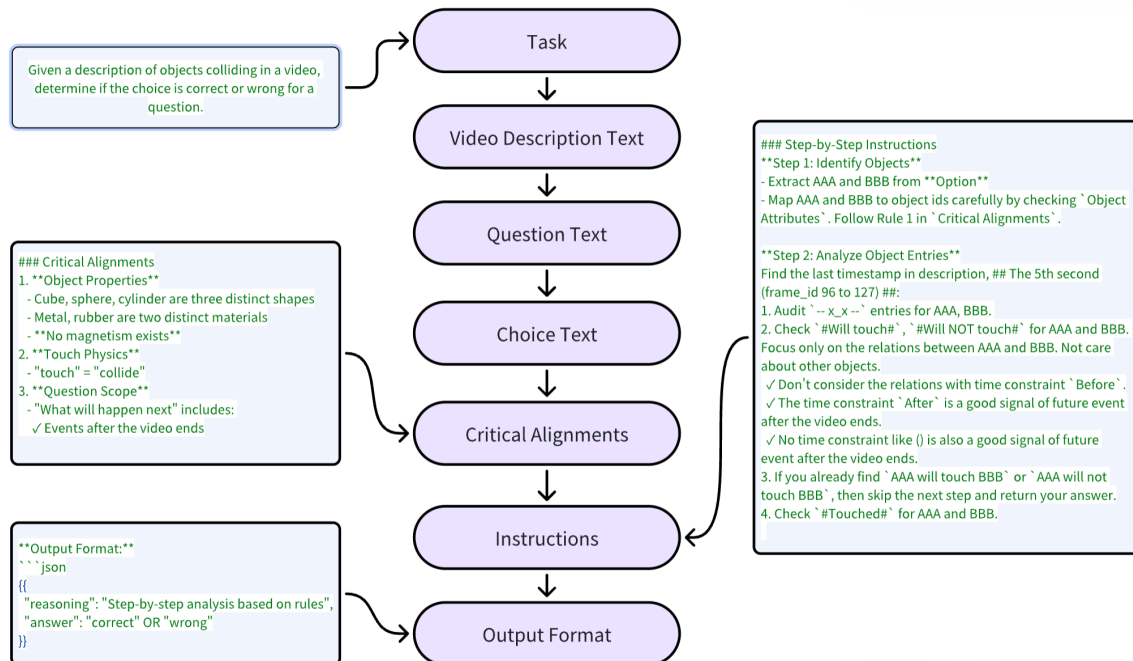 Task
Given a description of objects colliding in a video,
determine if the choice is correct or wrong for a
question.
Video Description Text
Question Text
Choice Text
### Critical Alignments
1. **Object Properties**
- Cube, sphere, cylinder are three distinct shapes
- Metal, rubber are two distinct materials
- **No magnetism exists**
2. **Touch Physics**
- "touch" = "collide"
3. **Question Scope**
- "What will happen next" includes:
✓ Events after the video ends
Critical Alignments
### Step-by-Step Instructions
**Step 1: Identify Objects**
- Extract AAA and BBB from **Option**
- Map AAA and BBB to object ids carefully by checking `Object
Attributes`. Follow Rule 1 in `Critical Alignments`.
**Step 2: Analyze Object Entries**
Find the last timestamp in description, ## The 5th second
(frame_id 96 to 127) ##:
1. Audit `-- x_x --` entries for AAA, BBB.
2. Check `#Will touch#`, `#Will NOT touch#` for AAA and BBB.
Focus only on the relations between AAA and BBB. Not care
about other objects.
✓ Don't consider the relations with time constraint `Before`.
✓ The time constraint `After` is a good signal of future event
after the video ends.
✓ No time constraint like () is also a good signal of future
event after the video ends.
3. If you already find `AAA will touch BBB` or `AAA will not
touch BBB`, then skip the next step and return your answer.
4. Check `#Touched#` for AAA and BBB.
Instructions
**Output Format:**
```json
{{
"reasoning": "Step-by-step analysis based on rules",
"answer": "correct" OR "wrong"
}}
Output Format